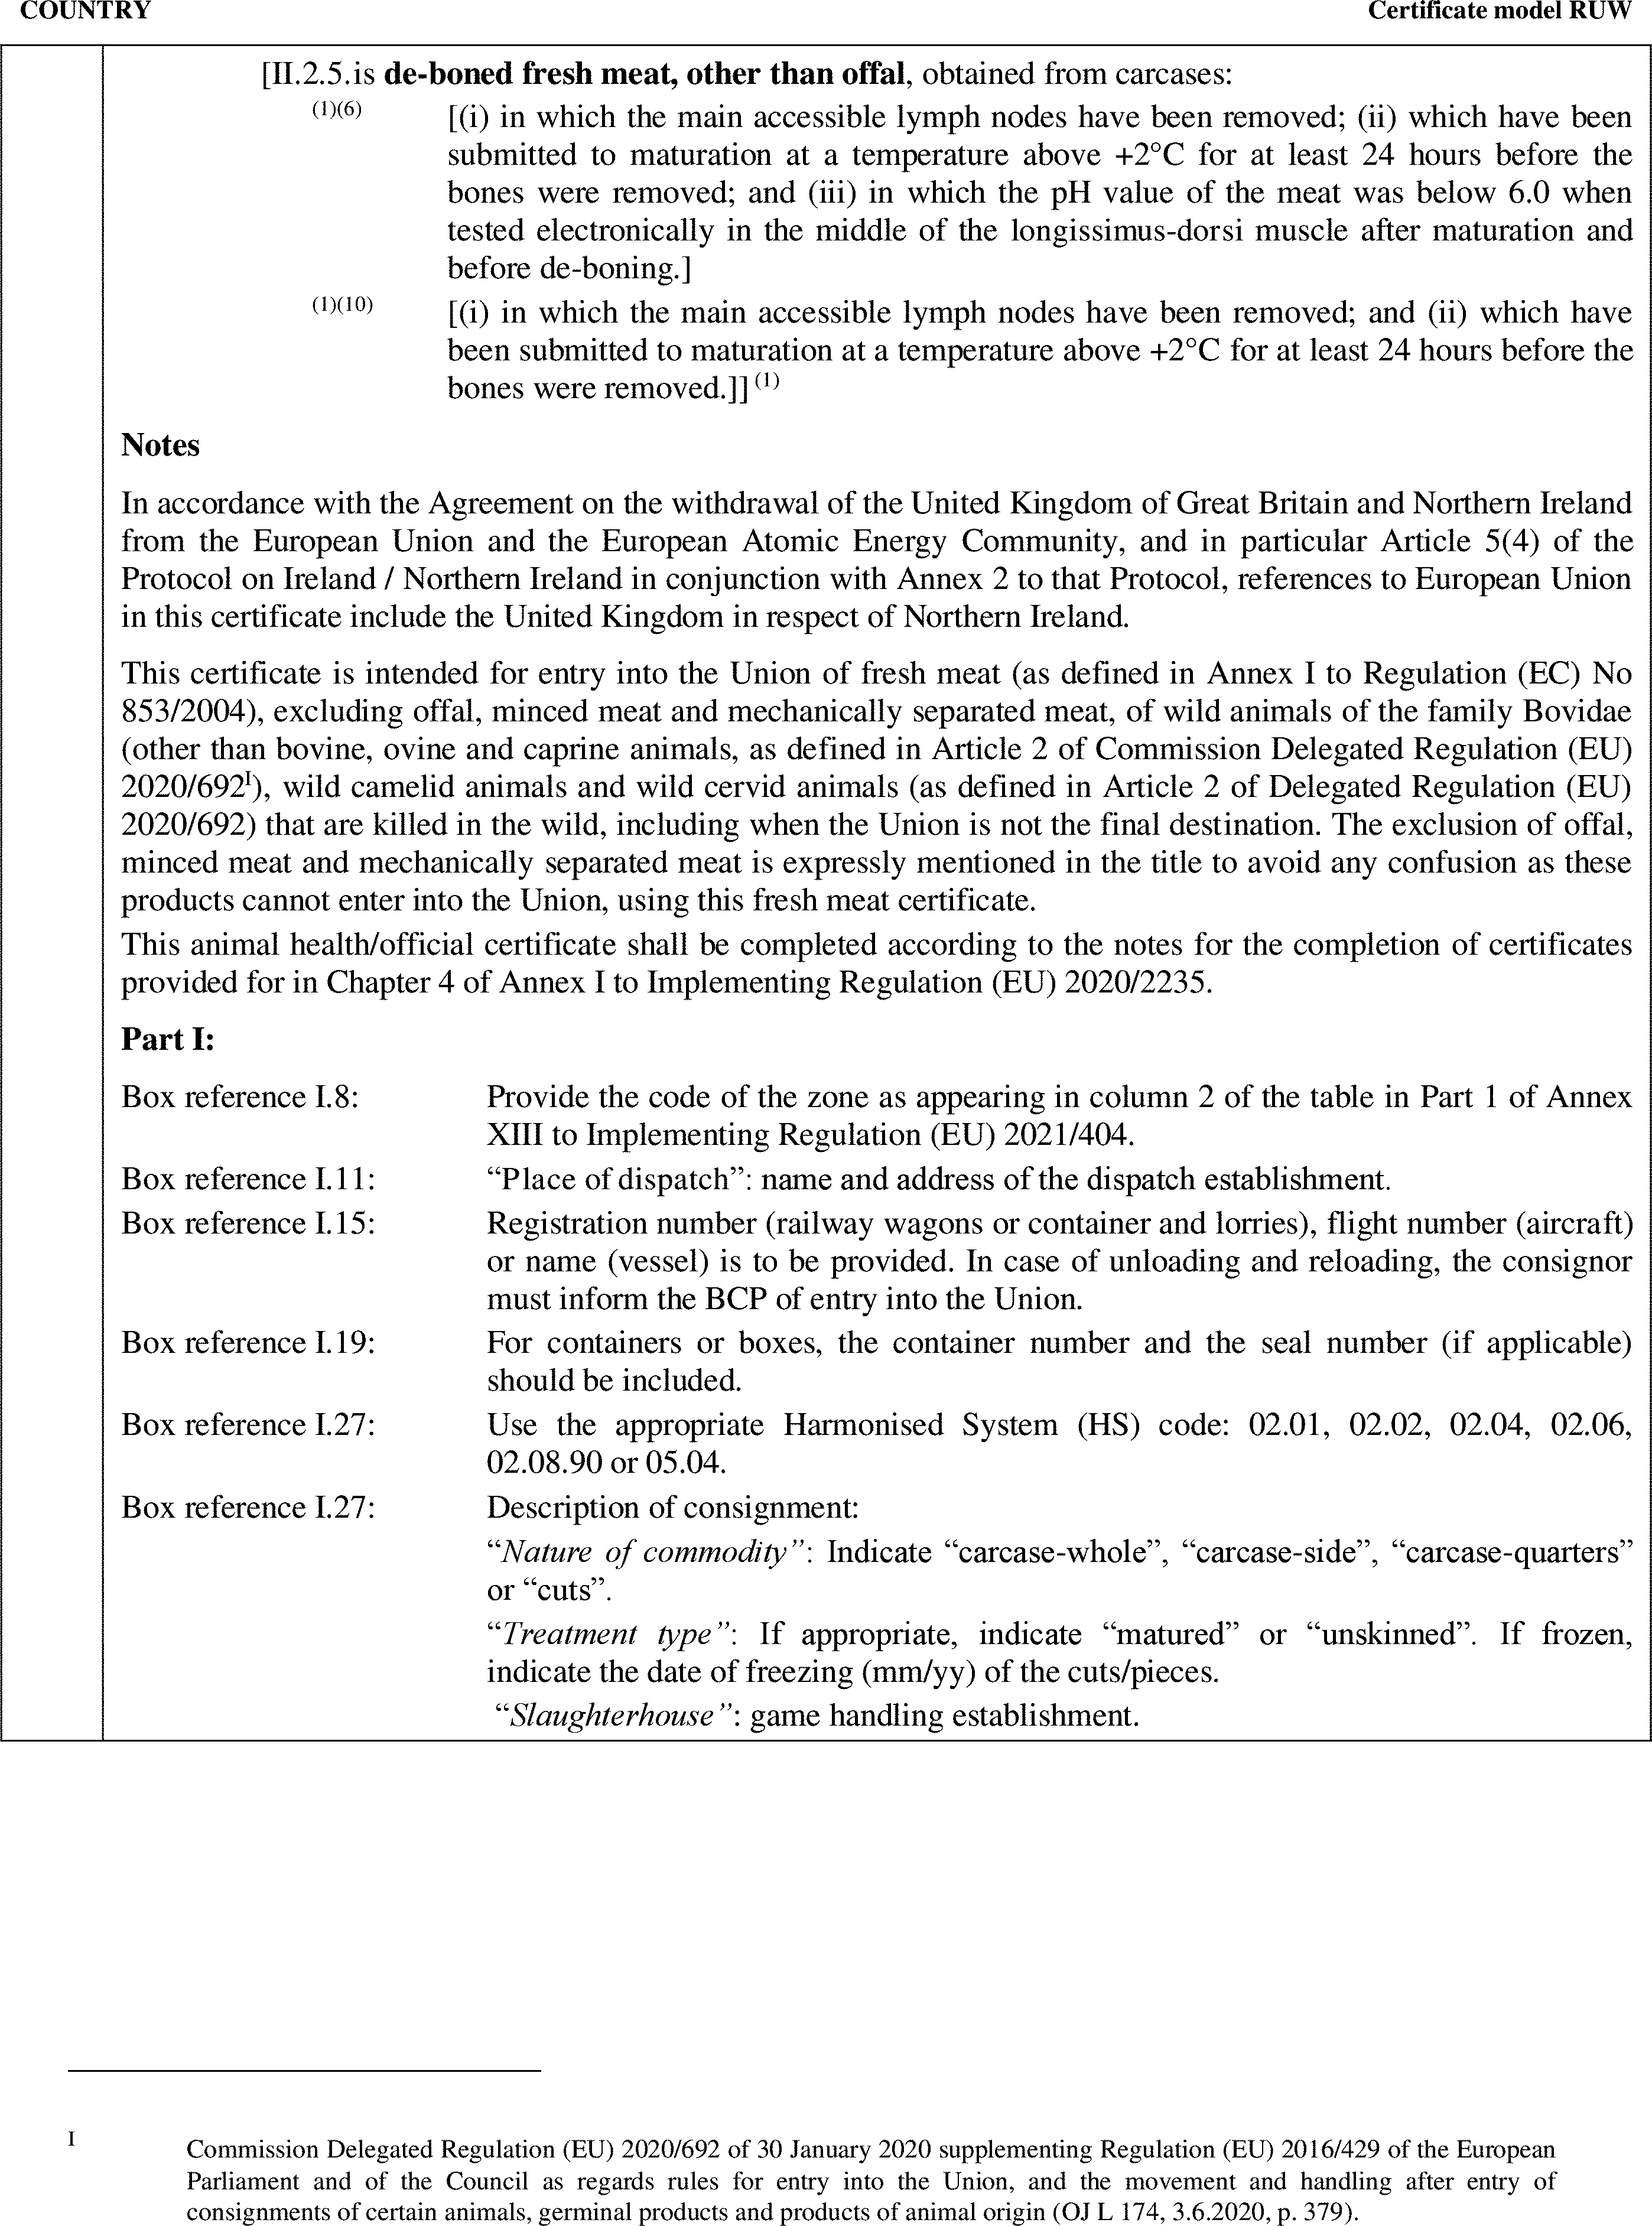 COUNTRY Certificate model RUW
[II.2.5.is de-boned fresh meat, other than offal, obtained from carcases:
(1)(6) [(i) in which the main accessible lymph nodes have been removed; (ii) which have been
submitted to maturation at a temperature above +2°C for at least 24 hours before the
bones were removed; and (iii) in which the pH value of the meat was below 6.0 when
tested electronically in the middle of the longissimus-dorsi muscle after maturation and
before de-boning.]
(1)(10) [(i) in which the main accessible lymph nodes have been removed; and (ii) which have
been submitted to maturation at a temperature above +2°C for at least 24 hours before the
bones were removed.]] (1)
Notes
In accordance with the Agreement on the withdrawal of the United Kingdom of Great Britain and Northern Ireland
from the European Union and the European Atomic Energy Community, and in particular Article 5(4) of the
Protocol on Ireland / Northern Ireland in conjunction with Annex 2 to that Protocol, references to European Union
in this certificate include the United Kingdom in respect of Northern Ireland.
This certificate is intended for entry into the Union of fresh meat (as defined in Annex I to Regulation (EC) No
853/2004), excluding offal, minced meat and mechanically separated meat, of wild animals of the family Bovidae
(other than bovine, ovine and caprine animals, as defined in Article 2 of Commission Delegated Regulation (EU)
2020/692I), wild camelid animals and wild cervid animals (as defined in Article 2 of Delegated Regulation (EU)
2020/692) that are killed in the wild, including when the Union is not the final destination. The exclusion of offal,
minced meat and mechanically separated meat is expressly mentioned in the title to avoid any confusion as these
products cannot enter into the Union, using this fresh meat certificate.
This animal health/official certificate shall be completed according to the notes for the completion of certificates
provided for in Chapter 4 of Annex I to Implementing Regulation (EU) 2020/2235.
Part I:
Box reference I.8: Provide the code of the zone as appearing in column 2 of the table in Part 1 of Annex
XIII to Implementing Regulation (EU) 2021/404.
Box reference I.11: “Place of dispatch”: name and address of the dispatch establishment.
Box reference I.15: Registration number (railway wagons or container and lorries), flight number (aircraft)
or name (vessel) is to be provided. In case of unloading and reloading, the consignor
must inform the BCP of entry into the Union.
Box reference I.19: For containers or boxes, the container number and the seal number (if applicable)
should be included.
Box reference I.27: Use the appropriate Harmonised System (HS) code: 02.01, 02.02, 02.04, 02.06,
02.08.90 or 05.04.
Box reference I.27: Description of consignment:
“Nature of commodity”: Indicate “carcase-whole”, “carcase-side”, “carcase-quarters”
or “cuts”.
“Treatment type”: If appropriate, indicate “matured” or “unskinned”. If frozen,
indicate the date of freezing (mm/yy) of the cuts/pieces.
“Slaughterhouse”: game handling establishment.
I Commission Delegated Regulation (EU) 2020/692 of 30 January 2020 supplementing Regulation (EU) 2016/429 of the European
Parliament and of the Council as regards rules for entry into the Union, and the movement and handling after entry of
consignments of certain animals, germinal products and products of animal origin (OJ L 174, 3.6.2020, p. 379).